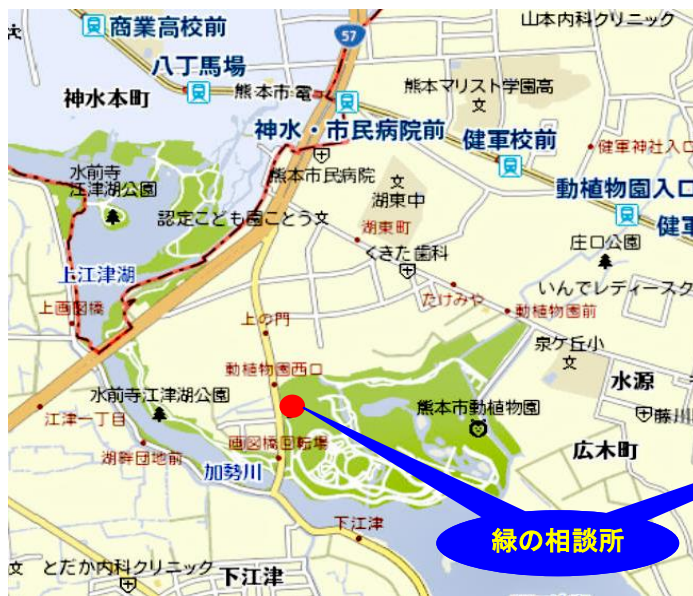 商業高校前
57
山本内科クリニック
八丁馬場
熊本市電
熊本マリスト学園高
文
神水本町
神水・市民病院前
健軍校前
健軍神社入口
熊本市民病院
水前寺
江津湖公園
文
湖東中
動植物園入口
認定こども園ことう文
湖東町
健軍
庄口公園
くきた歯科
上江津湖
たけみや
いんでレディースク
上画図橋
動植物園前
上の門
泉ケ丘小
文
動植物園西口
水源
水前寺江津湖公園
熊本市動植物園
江津一丁目
藤川
画図橋回転場
広木町
湖畔団地前
加勢川
下江津
緑の相談所
文
とだか内科クリニック
下江津